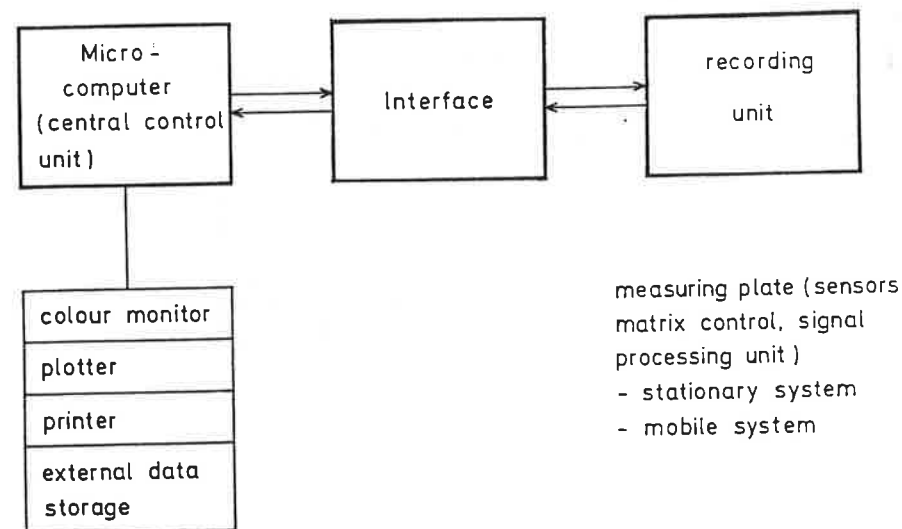 Micro-
computer
(central control
unit)
Interface
recording
unit
colour monitor
plotter
printer
external data
storage
measuring plate (sensors
matrix control, signal
processing unit)
- stationary system
- mobile system